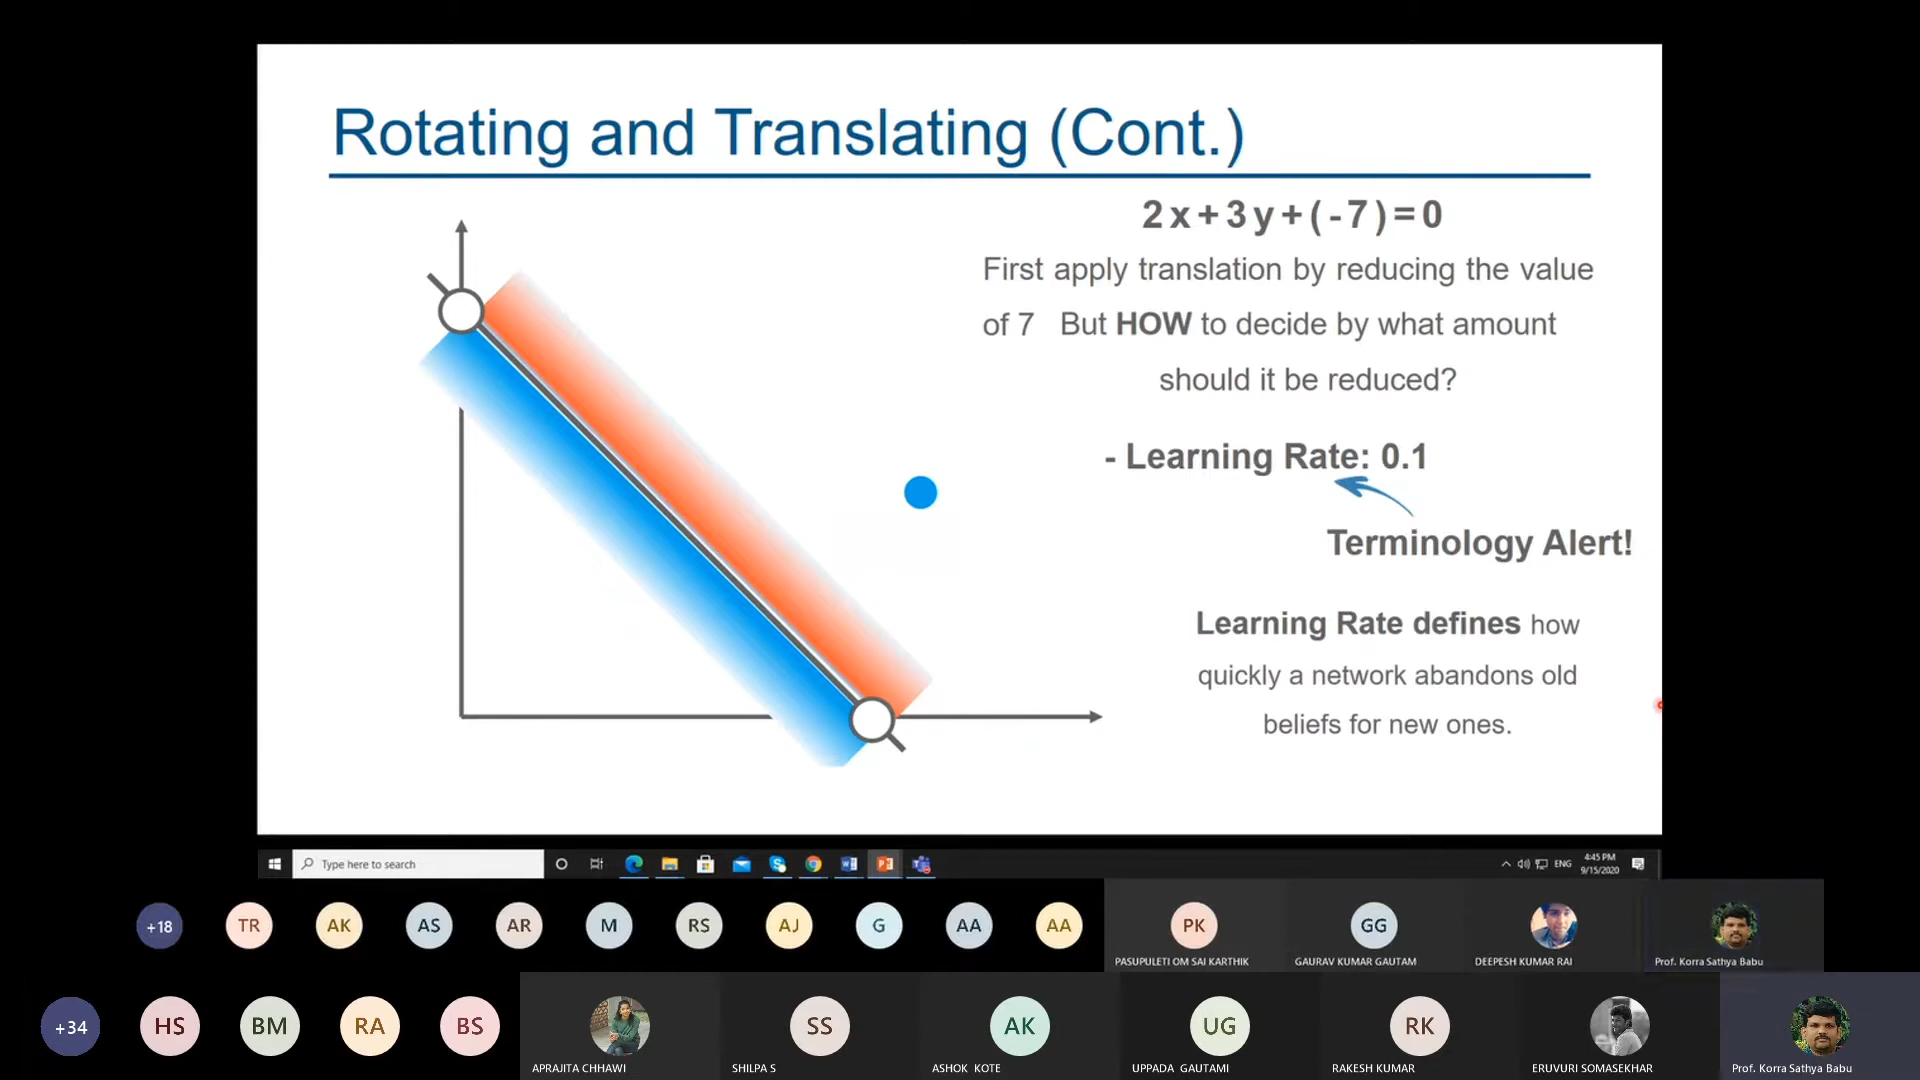 Rotating and Translating (Cont.)
2x+3y+(-7)=0
First apply translation by reducing the value
of 7 But HOW to decide by what amount
should it be reduced?
- Learning Rate: 0.1
Terminology Alert!
Learning Rate defines how
quickly a network abandons old
beliefs for new ones.
Type here to search
ENG
4:45 PM
9/15/2020
+18
TR
AK
AS
AR
M
RS
AJ
G
AA
AA
PK
GG
PASUPULETI OM SAI KARTHIK
GAURAV KUMAR GAUTAM
DEEPESH KUMAR RAI
Prof. Korra Sathya Babu
+34
HS
BM
RA
BS
SS
AK
UG
RK
APRAJITA CHHAWI
SHILPA S
ASHOK KOTE
UPPADA GAUTAMI
RAKESH KUMAR
ERUVURI SOMASEKHAR
Prof. Korra Sathya Babu